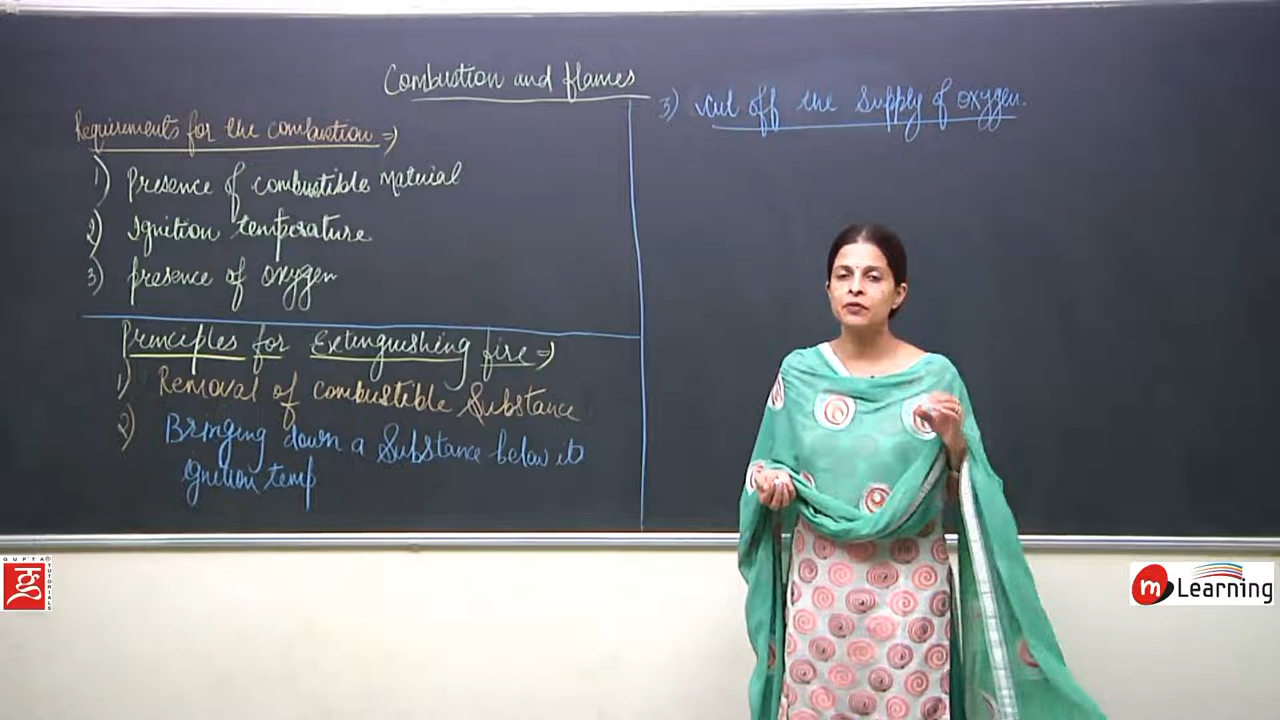 Combustion and flames
Requirements for the combustion ⇒
1) Presence of combustible Material
2) Ignition temperature
3) presence of oxygen
Principles for Extinguishing fire ⇒
1) Removal of combustible Substance
2) Bringing down a Substance below its
ignition temp
3) Cut off the Supply of oxygen.
GUPTA TUTORIALS
m Learning